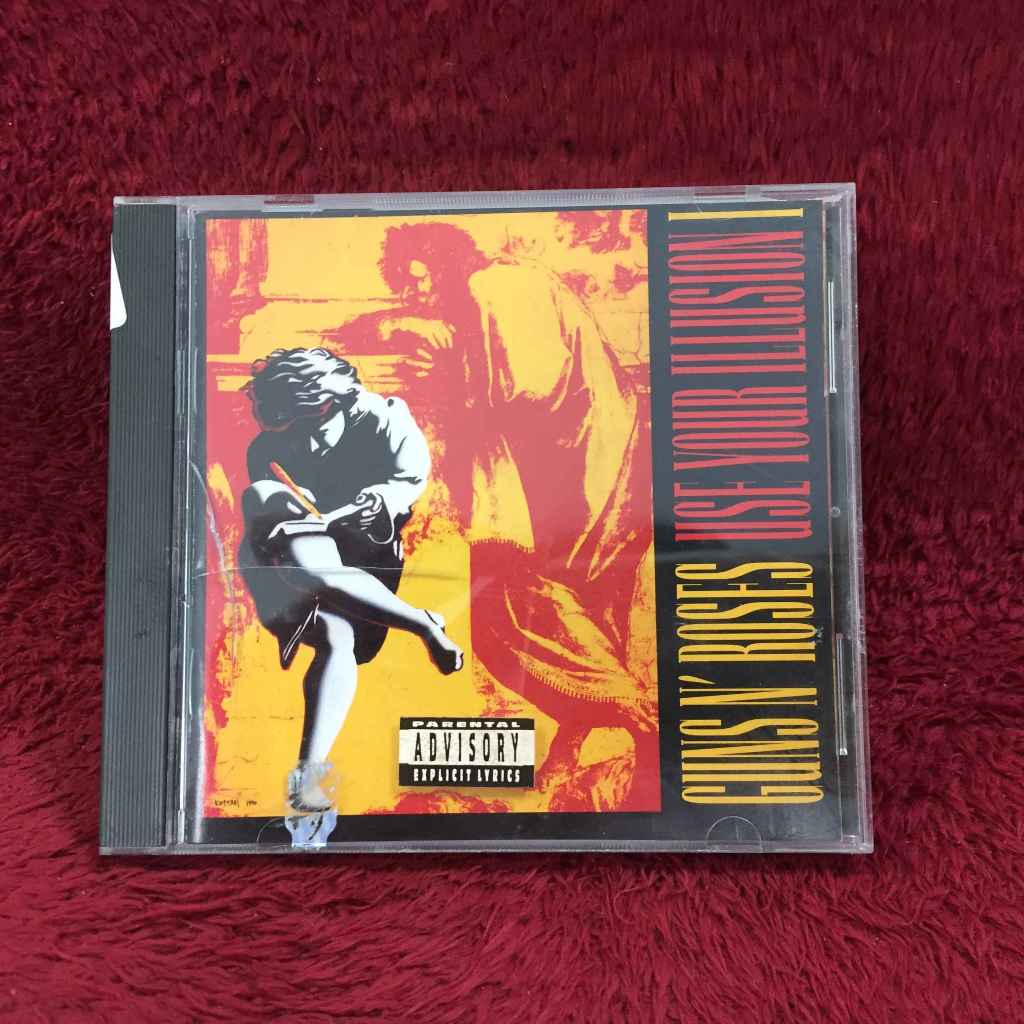 GUNS N' ROSES USE YOUR ILLUSION I
PARENTAL
ADVISORY
EXPLICIT LYRICS